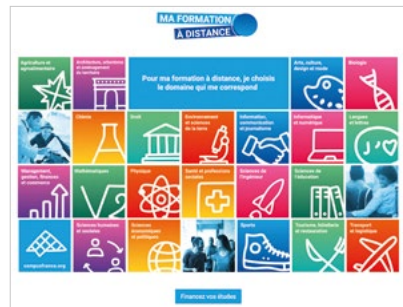 MA FORMATION
À DISTANCE
Agriculture et
agroalimentaire
Architecture, urbanisme
et aménagement
du territoire
Pour ma formation à distance, je choisis
le domaine qui me correspond
Arts, culture,
design et mode
Biologie
Chimie
Droit
Environnement
et sciences
de la terre
Information,
communication
et journalisme
Informatique
et numérique
Langues
et lettres
Management,
gestion, finances
et commerce
Mathématiques
Physique
Santé et professions
sociales
Sciences de
l'ingénieur
Sciences de
l'éducation
campusfrance.org
Sciences humaines
et sociales
Sciences
économiques
et politiques
Sports
Tourisme, hôtellerie
et restauration
Transport
et logistique
Financez vos études